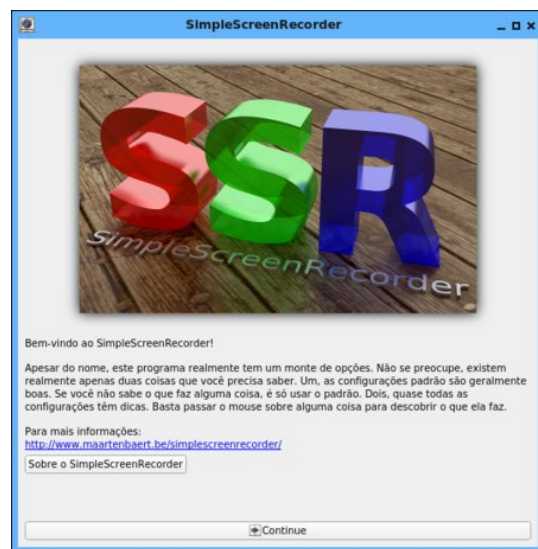 SimpleScreenRecorder
SSR
SimpleScreenRecorder
Bem-vindo ao SimpleScreenRecorder!
Apesar do nome, este programa realmente tem um monte de opções. Não se preocupe, existem
realmente apenas duas coisas que você precisa saber. Um, as configurações padrão são geralmente
boas. Se você não sabe o que faz alguma coisa, é só usar o padrão. Dois, quase todas as
configurações têm dicas. Basta passar o mouse sobre alguma coisa para descobrir o que ela faz.
Para mais informações:
http://www.maartenbaert.be/simplescreenrecorder/
Sobre o SimpleScreenRecorder
Continue